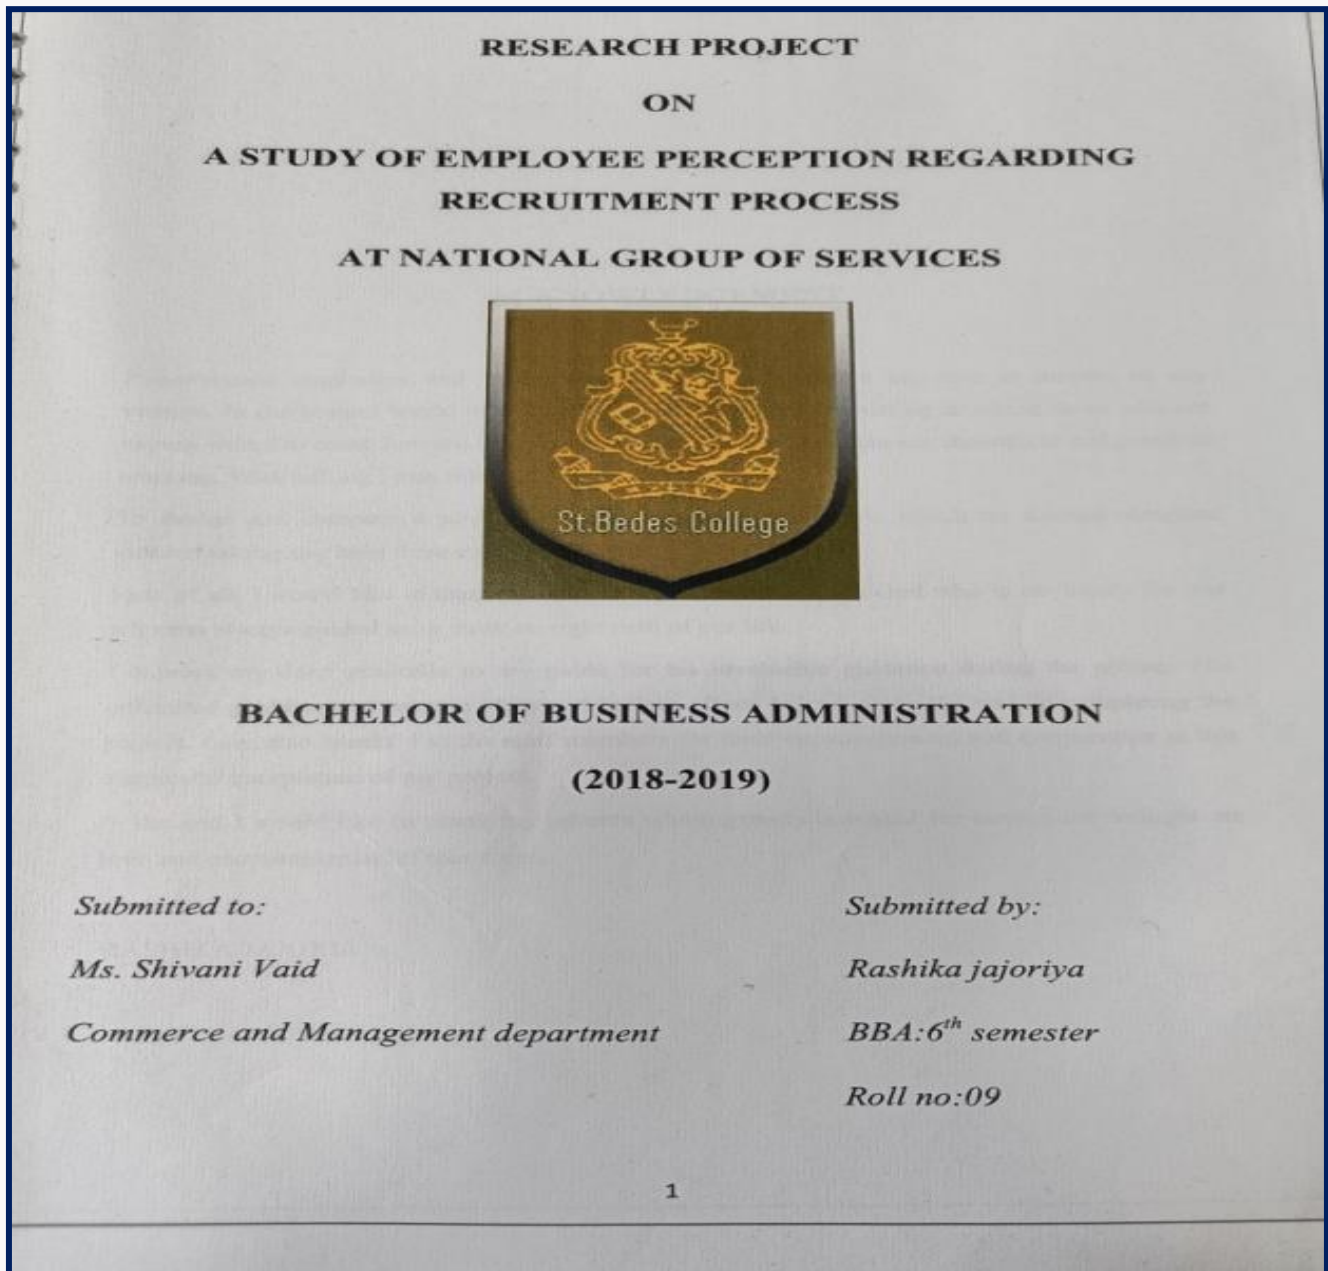 RESEARCH PROJECT
ON
A STUDY OF EMPLOYEE PERCEPTION REGARDING
RECRUITMENT PROCESS
AT NATIONAL GROUP OF SERVICES
St.Bedes College
BACHELOR OF BUSINESS ADMINISTRATION
(2018-2019)
Submitted to:
Submitted by:
Ms. Shivani Vaid
Rashika jajoriya
Commerce and Management department
BBA:6th semester
Roll no:09
1